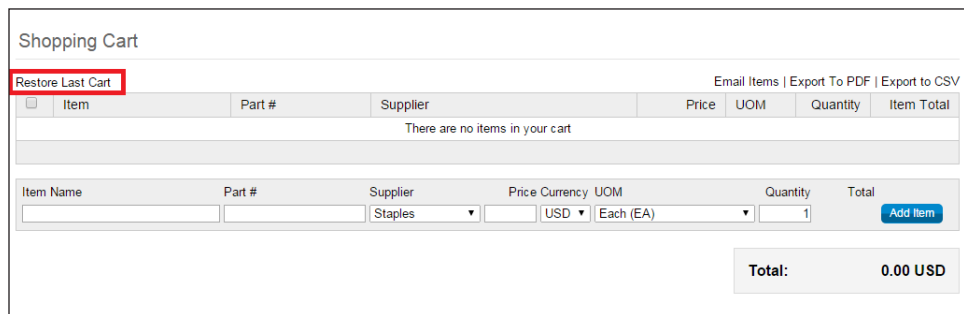 Shopping Cart
Restore Last Cart Email Items | Export To PDF | Export to CSV
Item Part # Supplier Price UOM Quantity Item Total
There are no items in your cart
Item Name Part # Supplier Price Currency UOM Quantity Total
Staples USD Each (EA) 1 Add Item
Total: 0.00 USD